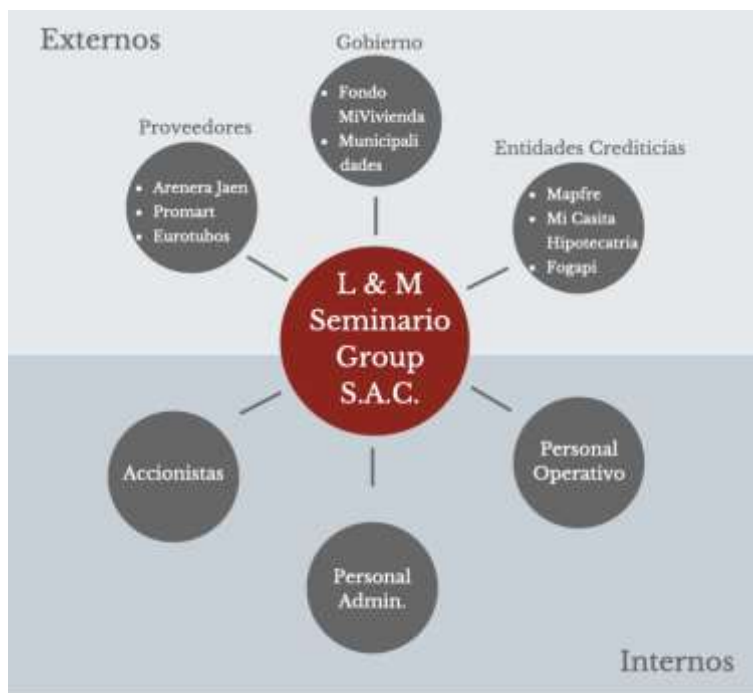 Externos
Gobierno
• Fondo
MiVivienda
• Municipali
dades
Proveedores
• Arenera Jaen
• Promart
• Eurotubos
Entidades Crediticias
• Mapfre
• Mi Casita
Hipotecatria
• Fogapi
L & M
Seminario
Group
S.A.C.
Accionistas
Personal
Operativo
Personal
Admin.
Internos